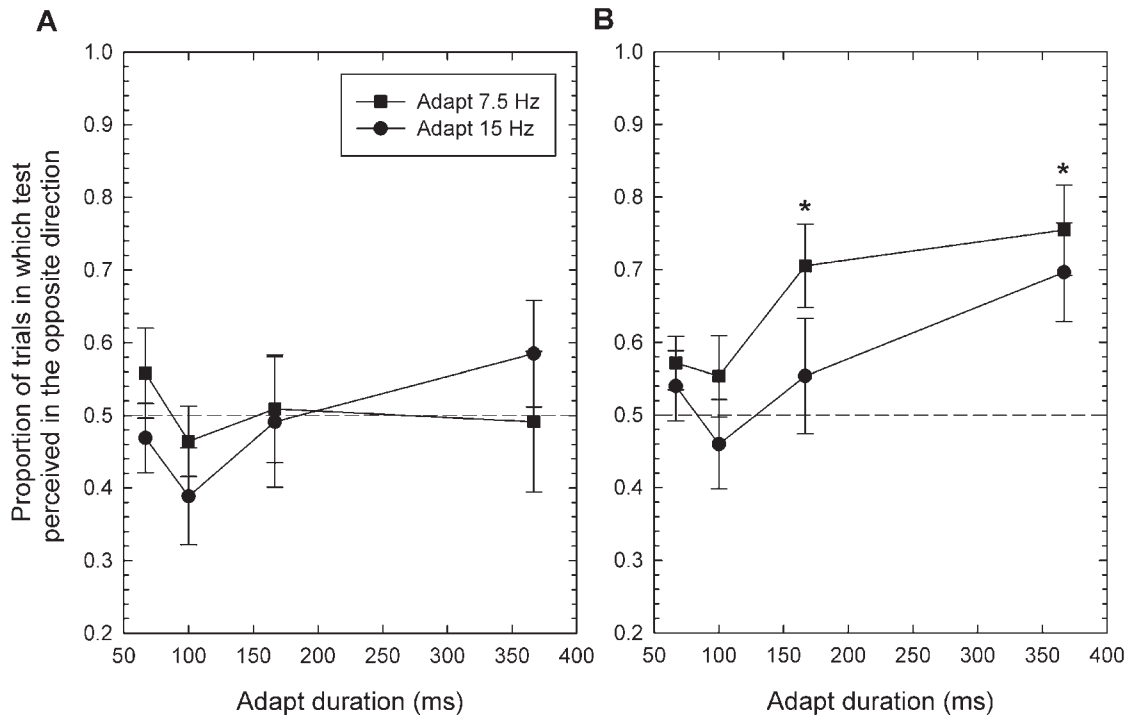 A
B
Proportion of trials in which test
perceived in the opposite direction
1.0
0.9
0.8
0.7
0.6
0.5
0.4
0.3
0.2
Adapt 7.5 Hz
Adapt 15 Hz
50 100 150 200 250 300 350 400
Adapt duration (ms)
1.0
0.9
0.8
0.7
0.6
0.5
0.4
0.3
0.2
*
*
50 100 150 200 250 300 350 400
Adapt duration (ms)